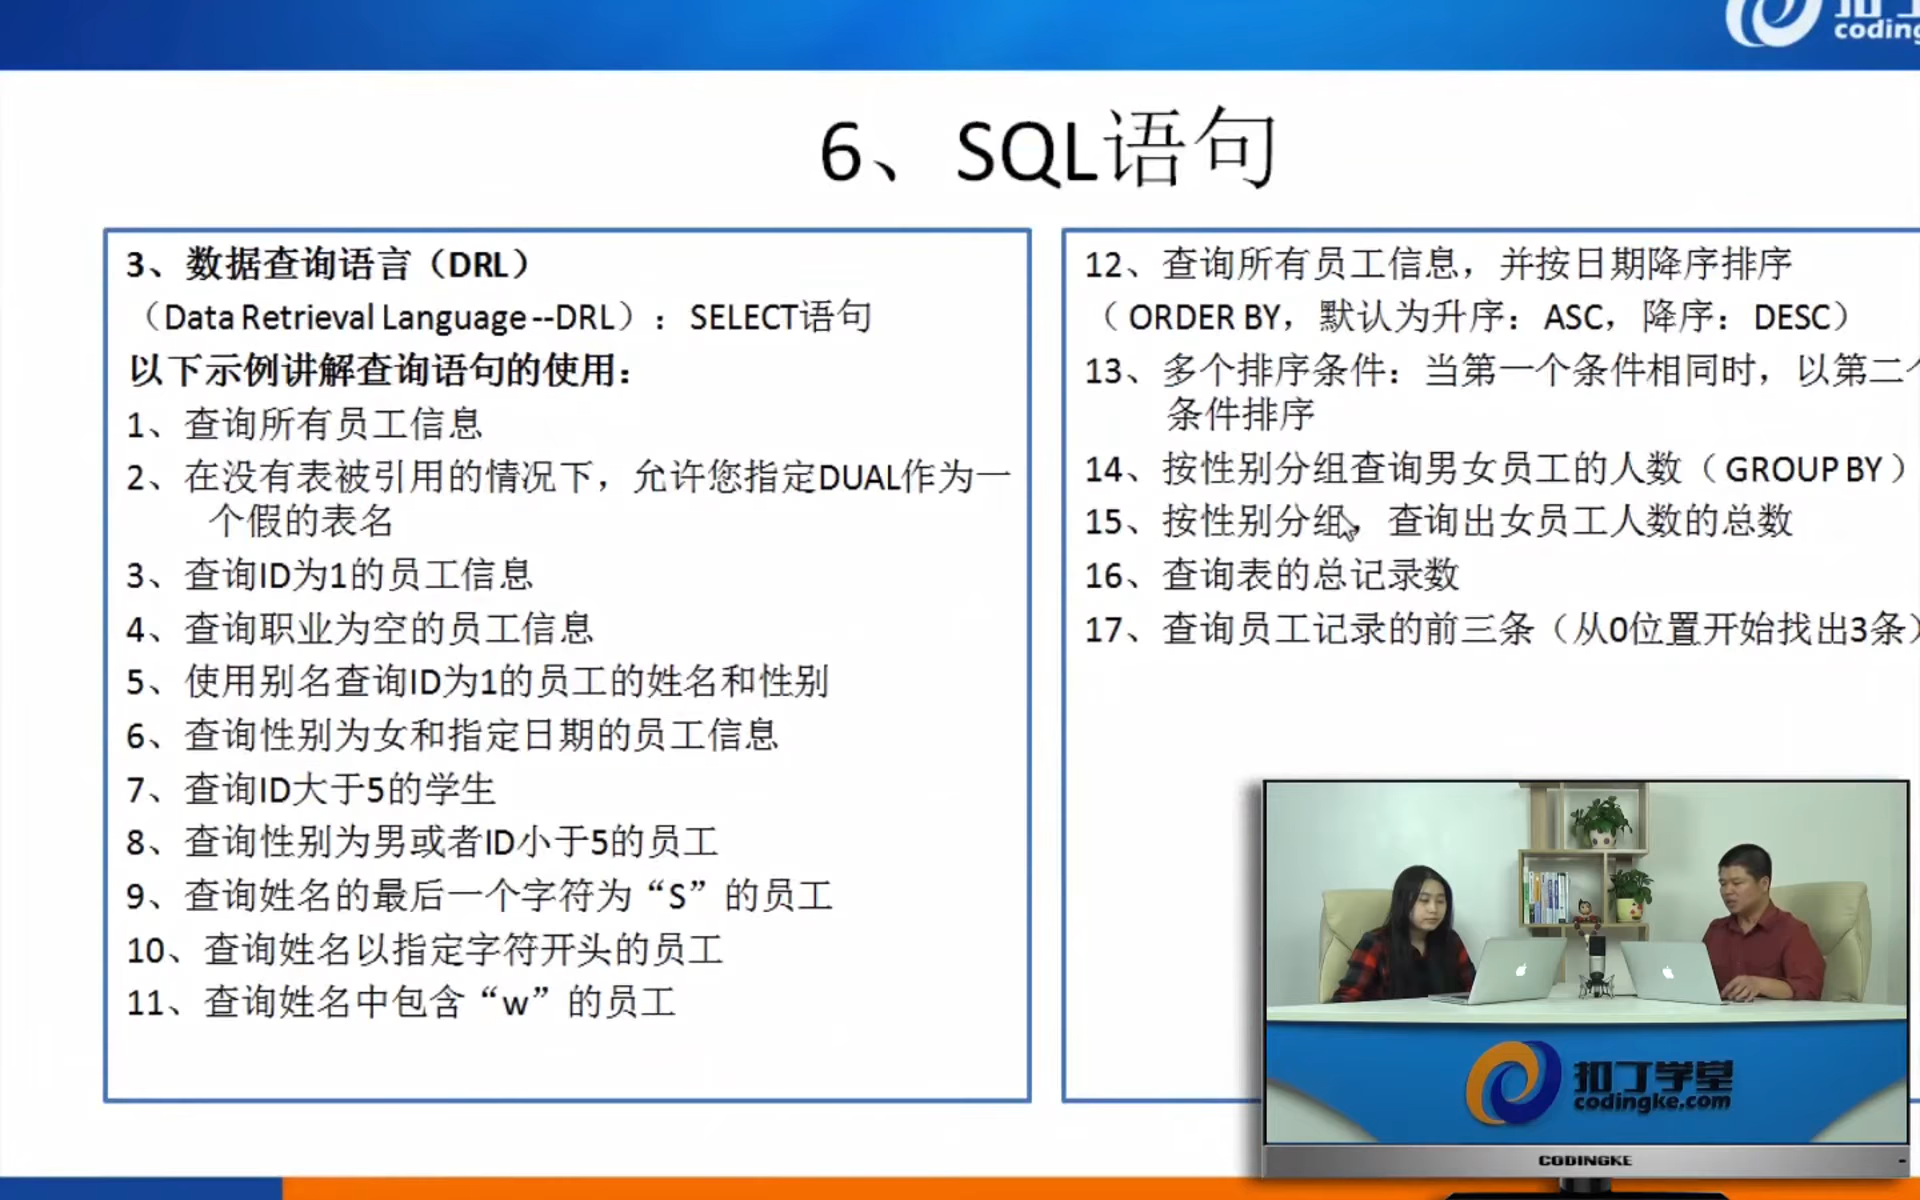 coding
6、SQL语句
3、数据查询语言（DRL）
（Data Retrieval Language --DRL）：SELECT语句
以下示例讲解查询语句的使用：
1、查询所有员工信息
2、在没有表被引用的情况下，允许您指定DUAL作为一
个假的表名
3、查询ID为1的员工信息
4、查询职业为空的员工信息
5、使用别名查询ID为1的员工的姓名和性别
6、查询性别为女和指定日期的员工信息
7、查询ID大于5的学生
8、查询性别为男或者ID小于5的员工
9、查询姓名的最后一个字符为“S”的员工
10、查询姓名以指定字符开头的员工
11、查询姓名中包含“w”的员工
12、查询所有员工信息，并按日期降序排序
（ORDER BY，默认为升序：ASC，降序：DESC）
13、多个排序条件：当第一个条件相同时，以第二个
条件排序
14、按性别分组查询男女员工的人数（GROUP BY）
15、按性别分组，查询出女员工人数的总数
16、查询表的总记录数
17、查询员工记录的前三条（从0位置开始找出3条）
扣丁学堂
codingke.com
CODINGKE